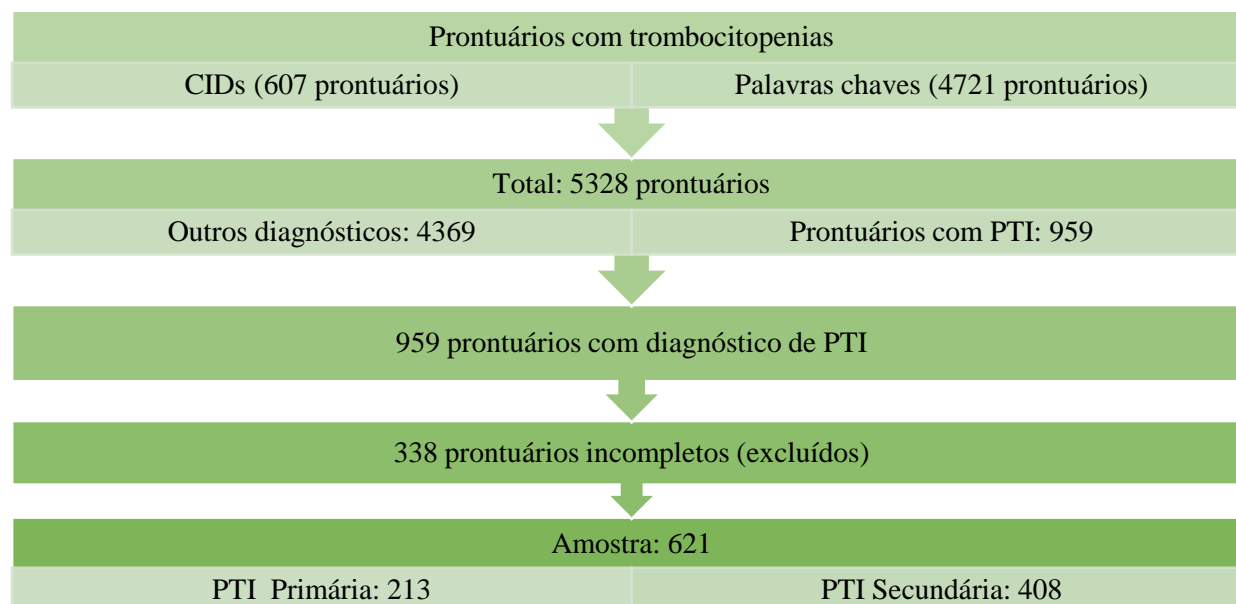 Prontuários com trombocitopenias
CIDs (607 prontuários)
Palavras chaves (4721 prontuários)
Total: 5328 prontuários
Outros diagnósticos: 4369
Prontuários com PTI: 959
959 prontuários com diagnóstico de PTI
338 prontuários incompletos (excluídos)
Amostra: 621
PTI Primária: 213
PTI Secundária: 408